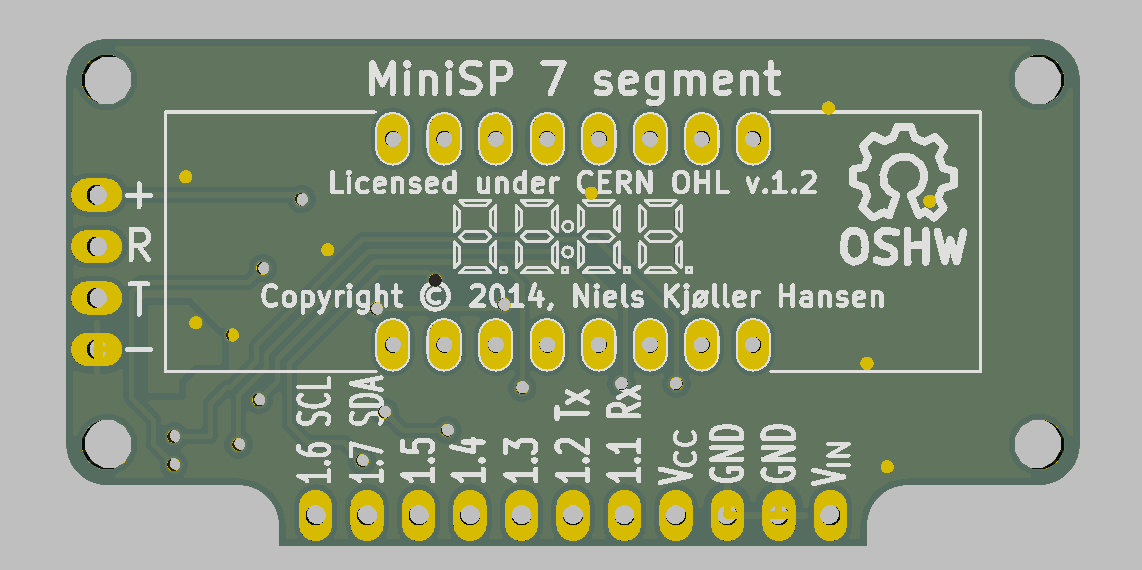 MiniSP 7 segment
Licensed under CERN OHL v.1.2
OSHW
+
R
T
−
Copyright © 2014, Niels Kjøller Hansen
1.6 SCL
1.7 SDA
1.5
1.4
1.3
1.2 Tx
1.1 Rx
VCC
GND
GND
VIN